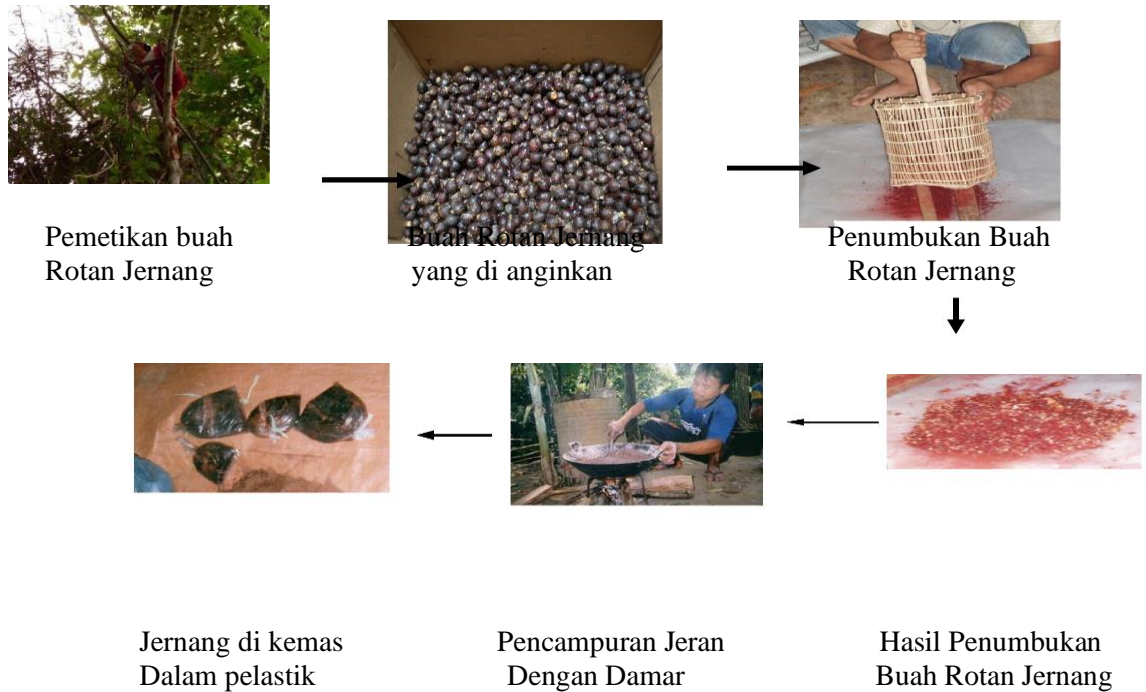 Pemetikan buah
Rotan Jernang
Buah Rotan Jernang
yang di anginkan
Penumbukan Buah
Rotan Jernang
Jernang di kemas
Dalam pelastik
Pencampuran Jeran
Dengan Damar
Hasil Penumbukan
Buah Rotan Jernang